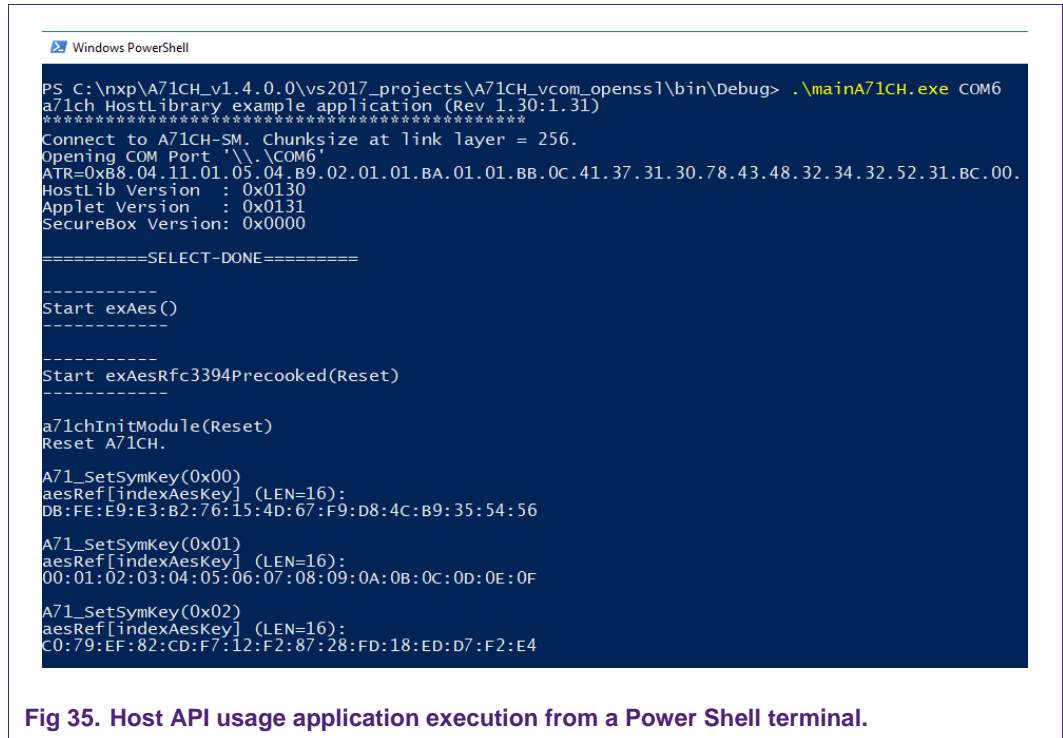 Windows PowerShell
PS C:\nxp\A71CH_v1.4.0.0\vs2017_projects\A71CH_vcom_openssl\bin\Debug> .\mainA71CH.exe COM6
a71ch HostLibrary example application (Rev 1.30:1.31)
**********************************************
Connect to A71CH-SM. Chunksize at link layer = 256.
Opening COM Port '\\.\COM6'
ATR=0xB8.04.11.01.05.04.B9.02.01.01.BA.01.01.BB.0C.41.37.31.30.78.43.48.32.34.32.52.31.BC.00.
HostLib Version  : 0x0130
Applet Version   : 0x0131
SecureBox Version: 0x0000
==========SELECT-DONE=========
-----------
Start exAes()
------------
-----------
Start exAesRfc3394Precooked(Reset)
------------
a71chInitModule(Reset)
Reset A71CH.
A71_SetSymKey(0x00)
aesRef[indexAesKey] (LEN=16):
DB:FE:E9:E3:B2:76:15:4D:67:F9:D8:4C:B9:35:54:56
A71_SetSymKey(0x01)
aesRef[indexAesKey] (LEN=16):
00:01:02:03:04:05:06:07:08:09:0A:0B:0C:0D:0E:0F
A71_SetSymKey(0x02)
aesRef[indexAesKey] (LEN=16):
C0:79:EF:82:CD:F7:12:F2:87:28:FD:18:ED:D7:F2:E4
Fig 35. Host API usage application execution from a Power Shell terminal.